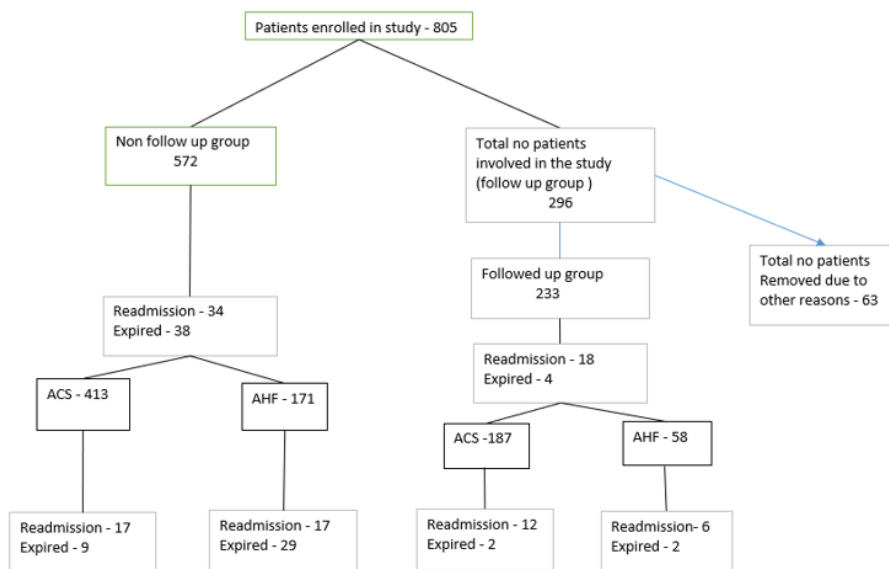 Patients enrolled in study - 805
Non follow up group
572
Total no patients
involved in the study
(follow up group )
296
Total no patients
Removed due to
other reasons - 63
Followed up group
233
Readmission - 34
Expired - 38
Readmission - 18
Expired - 4
ACS - 413
AHF - 171
ACS -187
AHF - 58
Readmission - 17
Expired - 9
Readmission - 17
Expired - 29
Readmission - 12
Expired - 2
Readmission- 6
Expired - 2